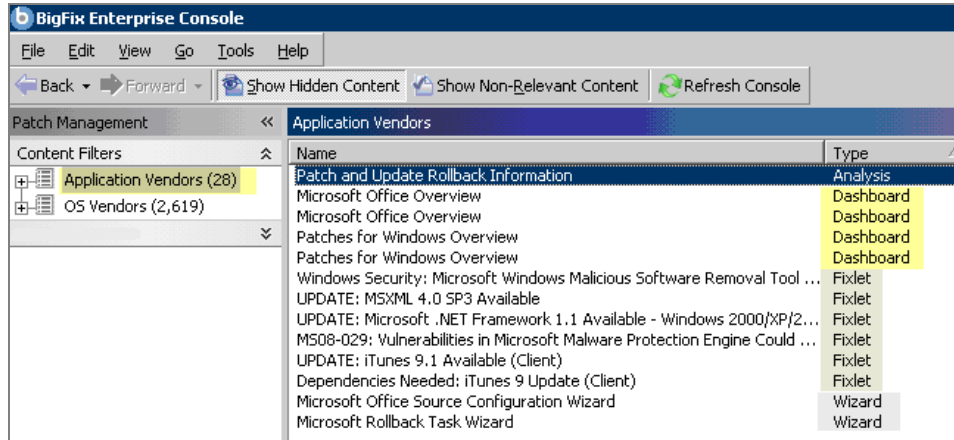 BigFix Enterprise Console
File Edit View Go Tools Help
Back Forward Show Hidden Content Show Non-Relevant Content Refresh Console
Patch Management « Application Vendors
Content Filters Name Type
Application Vendors (28) Patch and Update Rollback Information Analysis
OS Vendors (2,619) Microsoft Office Overview Dashboard
Microsoft Office Overview Dashboard
Patches for Windows Overview Dashboard
Patches for Windows Overview Dashboard
Windows Security: Microsoft Windows Malicious Software Removal Tool ... Fixlet
UPDATE: MSXML 4.0 SP3 Available Fixlet
UPDATE: Microsoft .NET Framework 1.1 Available - Windows 2000/XP/2... Fixlet
MS08-029: Vulnerabilities in Microsoft Malware Protection Engine Could ... Fixlet
UPDATE: iTunes 9.1 Available (Client) Fixlet
Dependencies Needed: iTunes 9 Update (Client) Fixlet
Microsoft Office Source Configuration Wizard Wizard
Microsoft Rollback Task Wizard Wizard